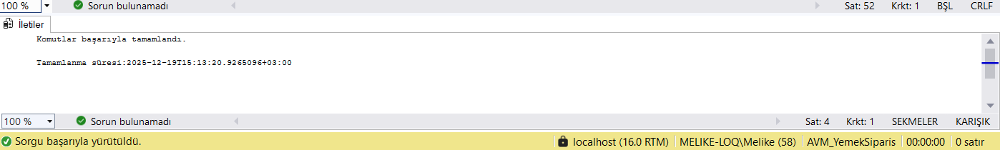 100 % Sorun bulunamadı Sat: 52 Krkt: 1 BŞL CRLF
İletiler
Komutlar başarıyla tamamlandı.
Tamamlanma süresi:2025-12-19T15:13:20.9265096+03:00
100 % Sorun bulunamadı Sat: 4 Krkt: 1 SEKMELER KARIŞIK
Sorgu başarıyla yürütüldü. localhost (16.0 RTM) MELIKE-LOQ\Melike (58) AVM_YemekSiparis 00:00:00 0 satır